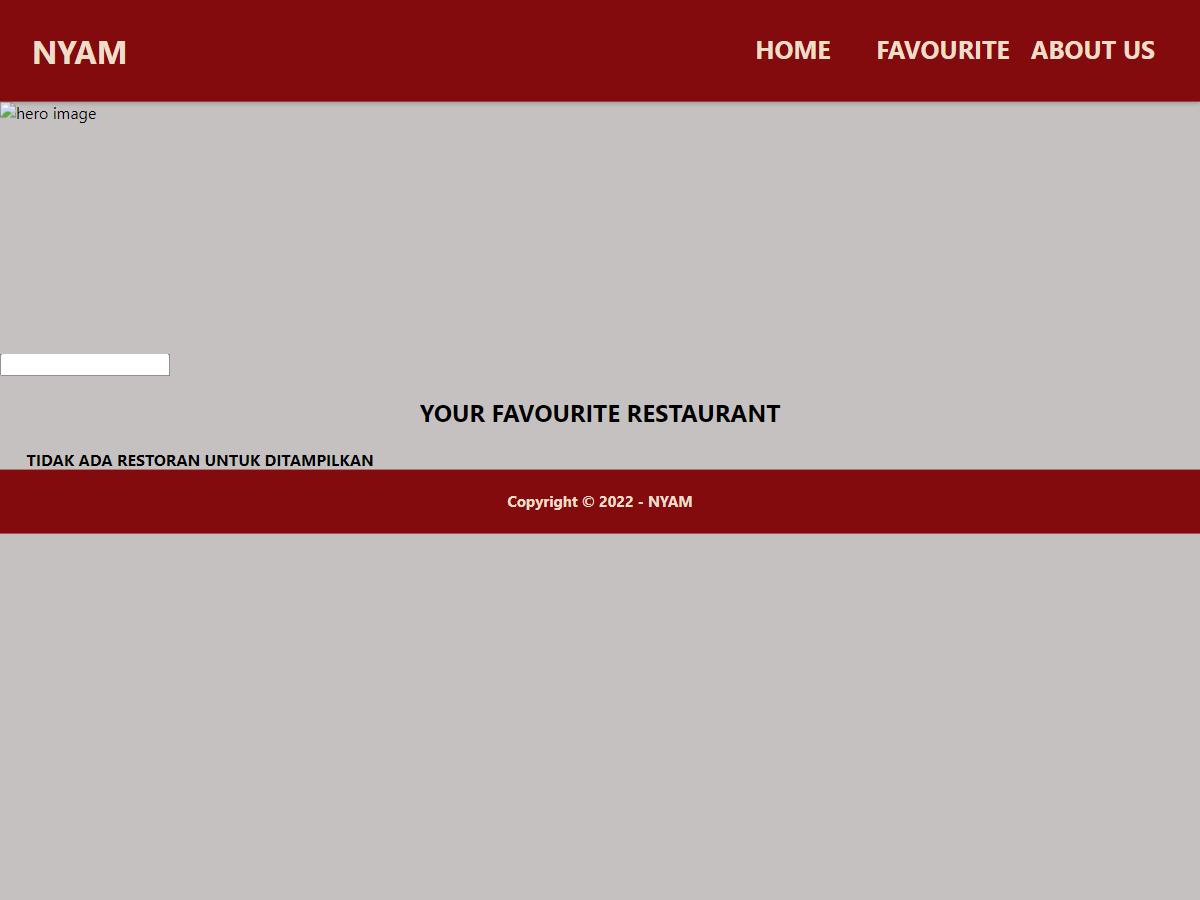 NYAM
HOME FAVOURITE ABOUT US
hero image
YOUR FAVOURITE RESTAURANT
TIDAK ADA RESTORAN UNTUK DITAMPILKAN
Copyright © 2022 - NYAM